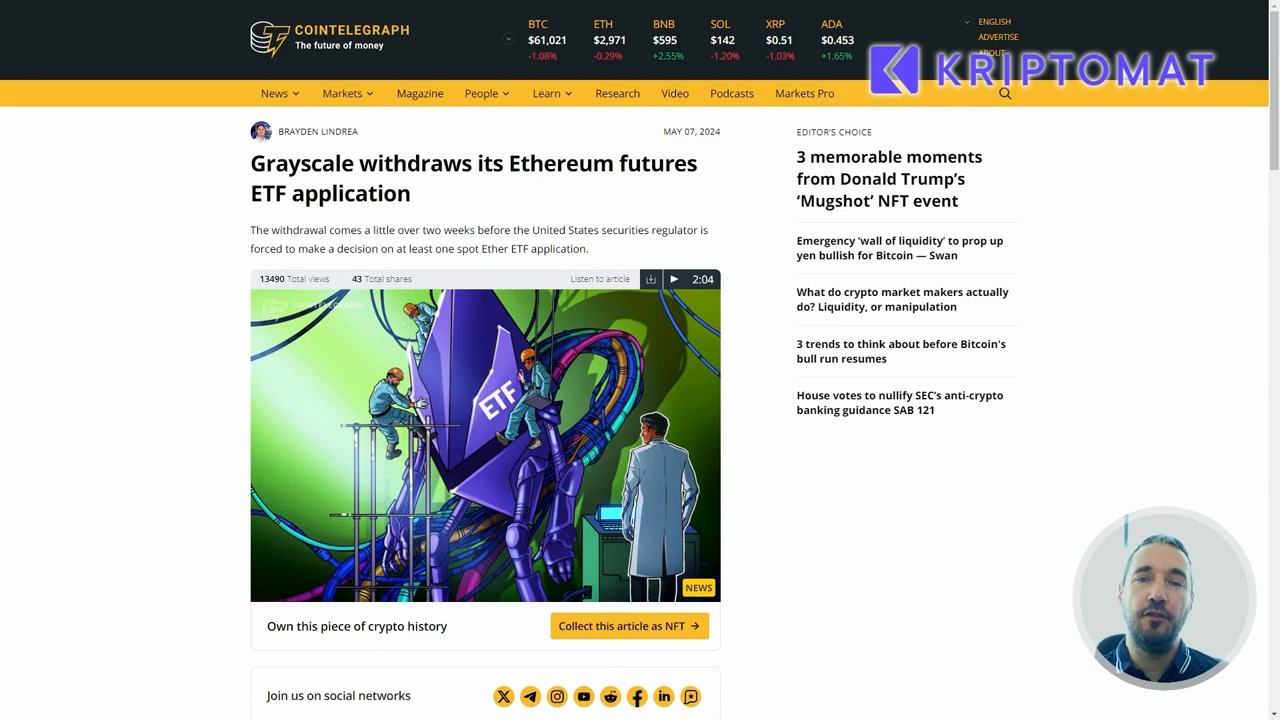 COINTELEGRAPH
The future of money
BTC
$61,021
-1.08%
ETH
$2,971
-0.29%
BNB
$595
+2.55%
SOL
$142
-1.20%
XRP
$0.51
-1.03%
ADA
$0.453
+1.65%
ENGLISH
ADVERTISE
ABOUT
KRIPTOMAT
News Markets Magazine People Learn Research Video Podcasts Markets Pro
BRAYDEN LINDREA
MAY 07, 2024
Grayscale withdraws its Ethereum futures
ETF application
The withdrawal comes a little over two weeks before the United States securities regulator is
forced to make a decision on at least one spot Ether ETF application.
13490 Total views 43 Total shares Listen to article 2:04
COINTELEGRAPH
ETF
NEWS
Own this piece of crypto history
Collect this article as NFT →
Join us on social networks
EDITOR'S CHOICE
3 memorable moments
from Donald Trump’s
‘Mugshot’ NFT event
Emergency ‘wall of liquidity’ to prop up
yen bullish for Bitcoin — Swan
What do crypto market makers actually
do? Liquidity, or manipulation
3 trends to think about before Bitcoin's
bull run resumes
House votes to nullify SEC’s anti-crypto
banking guidance SAB 121